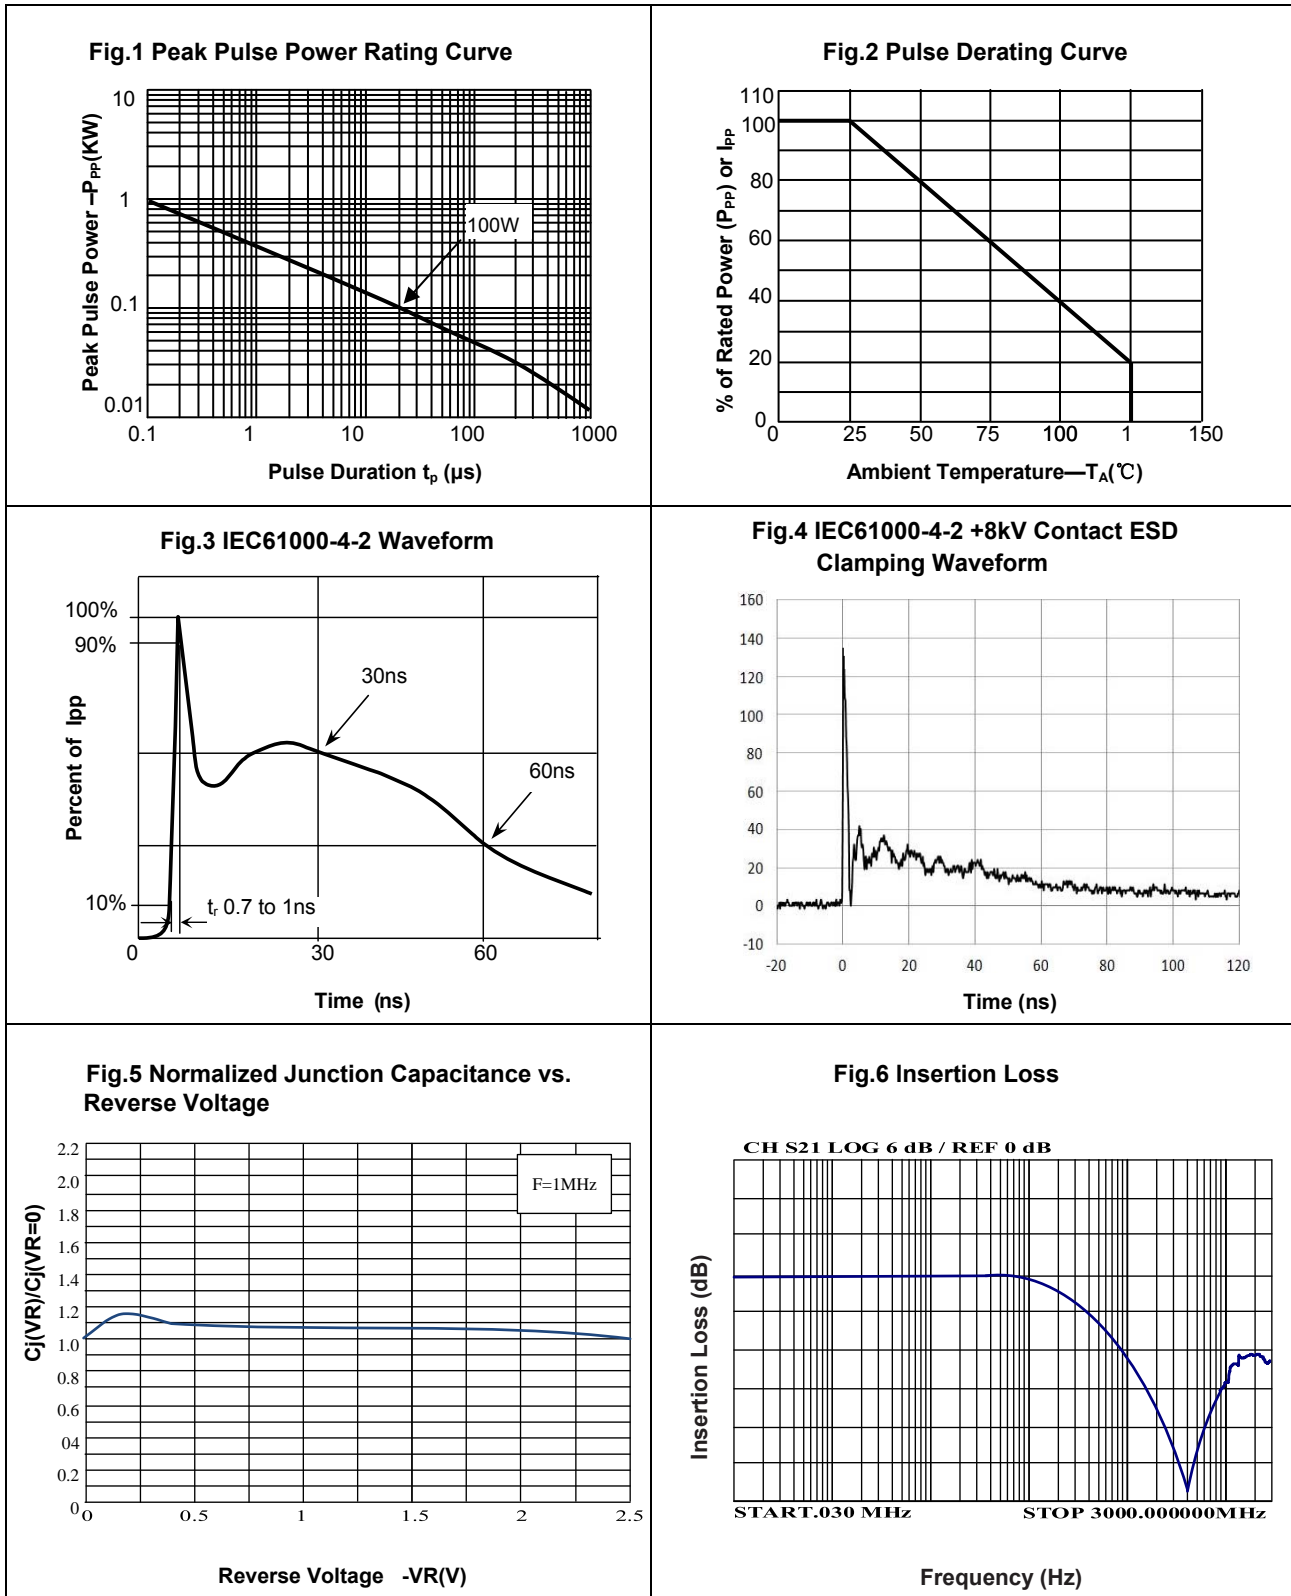 Fig.1 Peak Pulse Power Rating Curve
Peak Pulse Power –PPP(KW)
10
1
0.1
0.01
100W
0.1 1 10 100 1000
Pulse Duration tp (µs)
Fig.2 Pulse Derating Curve
% of Rated Power (PPP) or IPP
110
100
80
60
40
20
0
0 25 50 75 100 1 150
Ambient Temperature—TA(℃)
Fig.3 IEC61000-4-2 Waveform
Percent of Ipp
100%
90%
10%
30ns
60ns
tr 0.7 to 1ns
0 30 60
Time (ns)
Fig.4 IEC61000-4-2 +8kV Contact ESD
Clamping Waveform
160
140
120
100
80
60
40
20
0
-10
-20 0 20 40 60 80 100 120
Time (ns)
Fig.5 Normalized Junction Capacitance vs.
Reverse Voltage
Cj(VR)/Cj(VR=0)
2.2
2.0
1.8
1.6
1.4
1.2
1.0
0.8
0.6
04
0.2
0
F=1MHz
0 0.5 1 1.5 2 2.5
Reverse Voltage -VR(V)
Fig.6 Insertion Loss
CH S21 LOG 6 dB / REF 0 dB
Insertion Loss (dB)
START.030 MHz STOP 3000.000000MHz
Frequency (Hz)